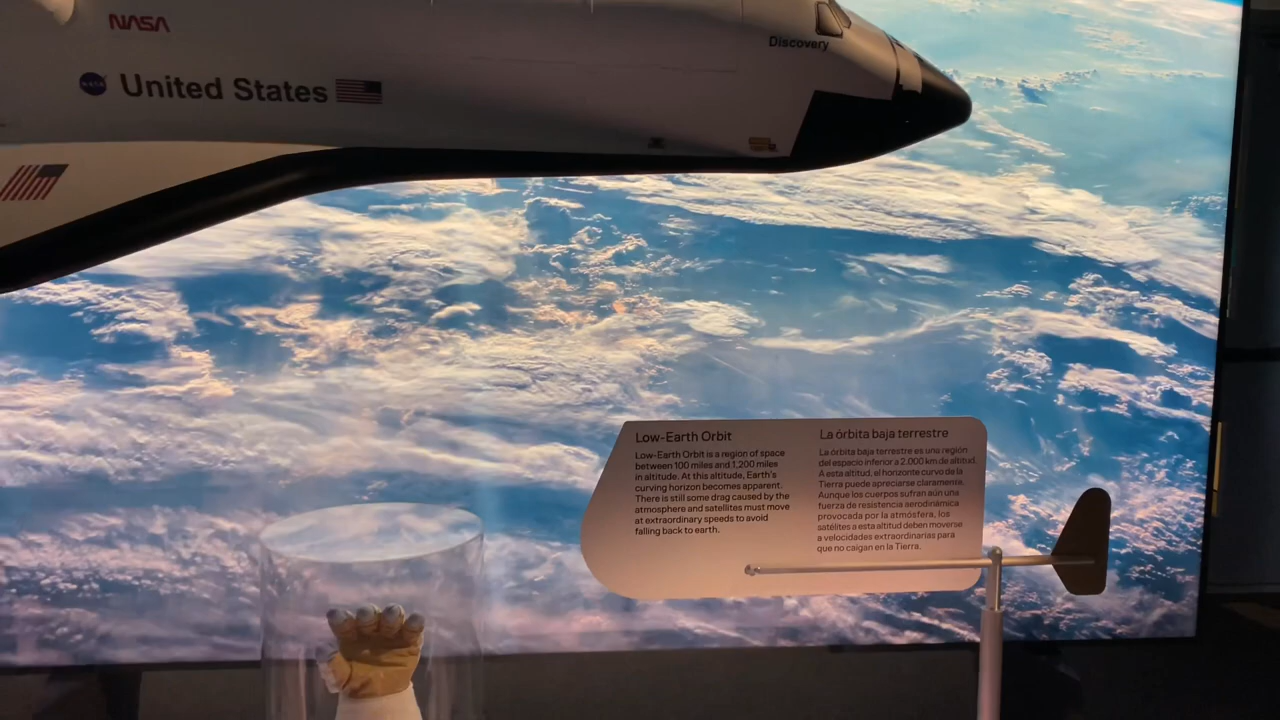 NASA
Discovery
NASA
United States
Low-Earth Orbit
Low-Earth Orbit is a region of space
between 100 miles and 1,200 miles
in altitude. At this altitude, Earth's
curving horizon becomes apparent.
There is still some drag caused by the
atmosphere and satellites must move
at extraordinary speeds to avoid
falling back to earth.
La órbita baja terrestre
La órbita baja terrestre es una región
del espacio inferior a 2.000 km de altitud.
A esta altitud, el horizonte curvo de la
Tierra puede apreciarse claramente.
Aunque los cuerpos sufran aún una
fuerza de resistencia aerodinámica
provocada por la atmósfera, los
satélites a esta altitud deben moverse
a velocidades extraordinarias para
que no caigan en la Tierra.